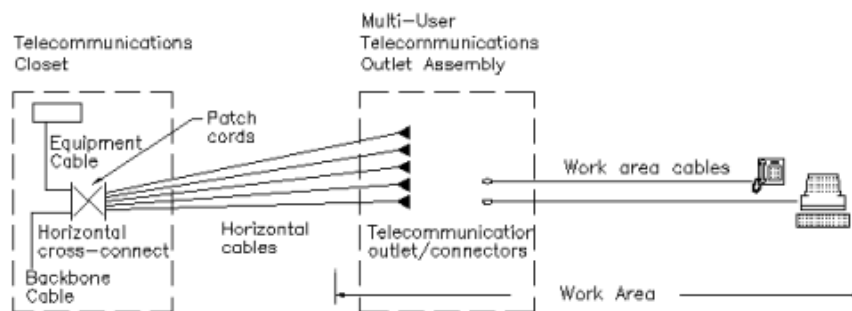 Telecommunications
Closet
Multi-User
Telecommunications
Outlet Assembly
Patch
cords
Equipment
Cable
Work area cables
Horizontal
cross-connect
Horizontal
cables
Telecommunication
outlet/connectors
Backbone
Cable
Work Area